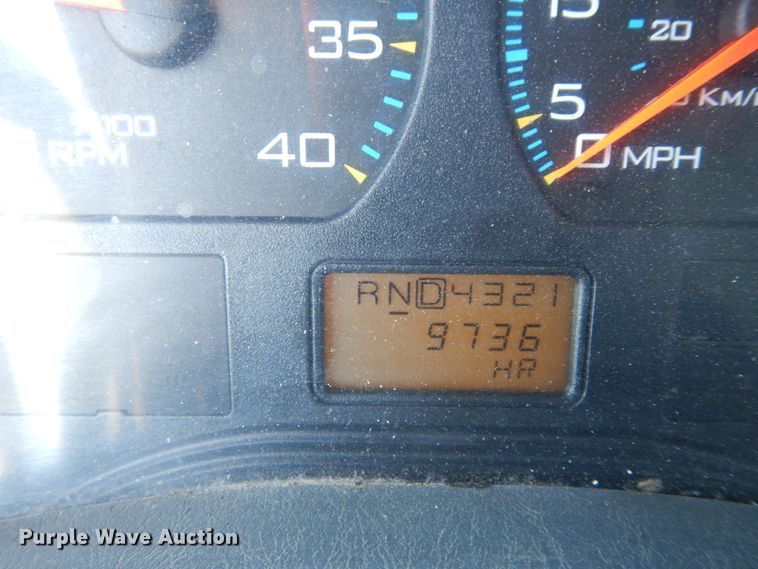 35
40
X100
RPM
15
20
5
0 MPH
KM/H
RND4321
9736
HR
Purple Wave Auction®